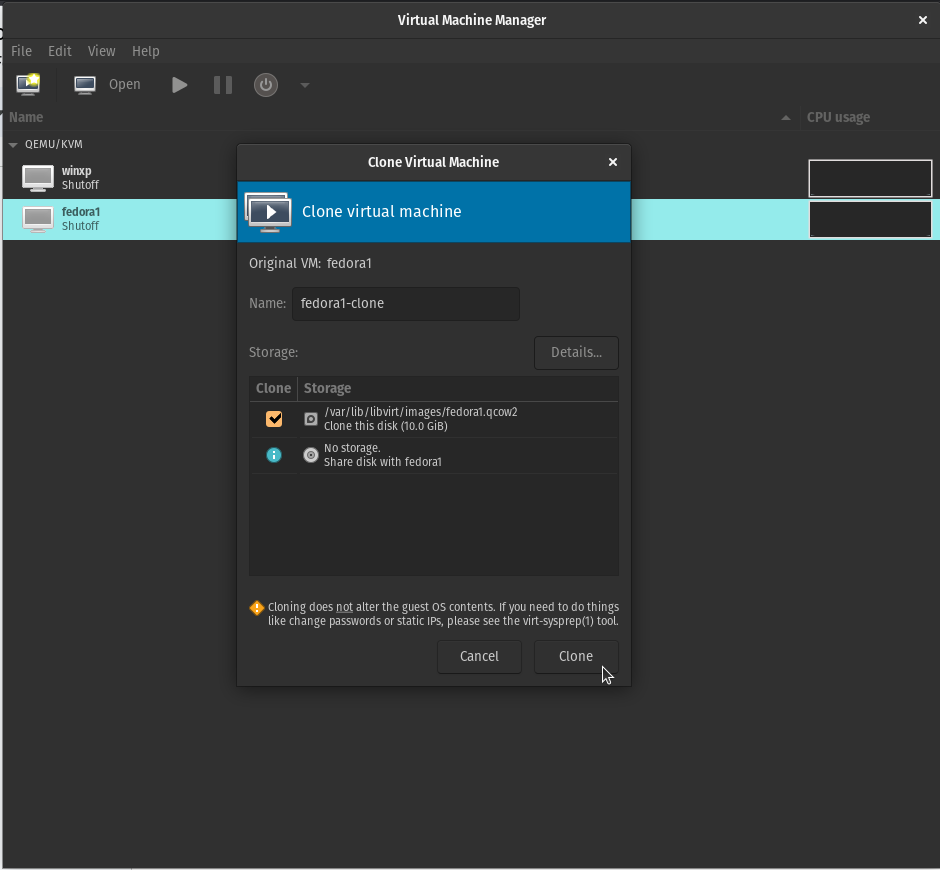 Virtual Machine Manager
File Edit View Help
Open
Name CPU usage
QEMU/KVM
winxp
Shutoff
fedora1
Shutoff
Clone Virtual Machine
Clone virtual machine
Original VM: fedora1
Name: fedora1-clone
Storage: Details...
Clone Storage
/var/lib/libvirt/images/fedora1.qcow2
Clone this disk (10.0 GiB)
No storage.
Share disk with fedora1
Cloning does not alter the guest OS contents. If you need to do things
like change passwords or static IPs, please see the virt-sysprep(1) tool.
Cancel Clone